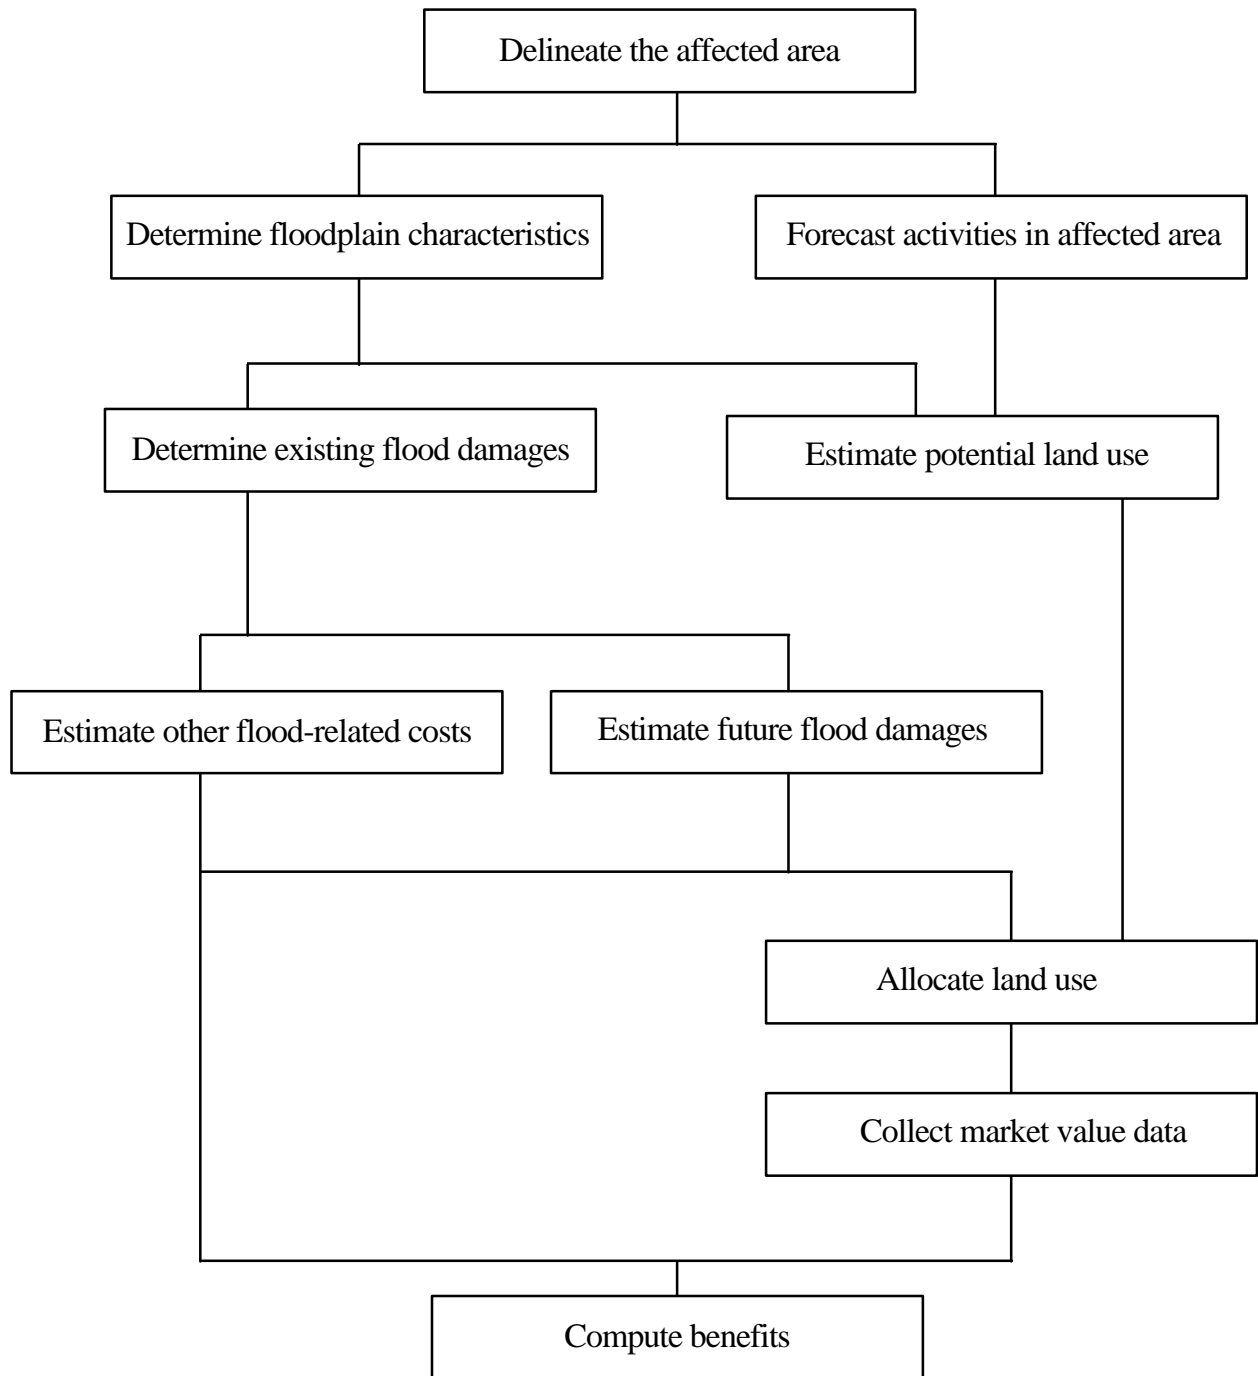 Delineate the affected area
Determine floodplain characteristics
Forecast activities in affected area
Determine existing flood damages
Estimate potential land use
Estimate other flood-related costs
Estimate future flood damages
Allocate land use
Collect market value data
Compute benefits